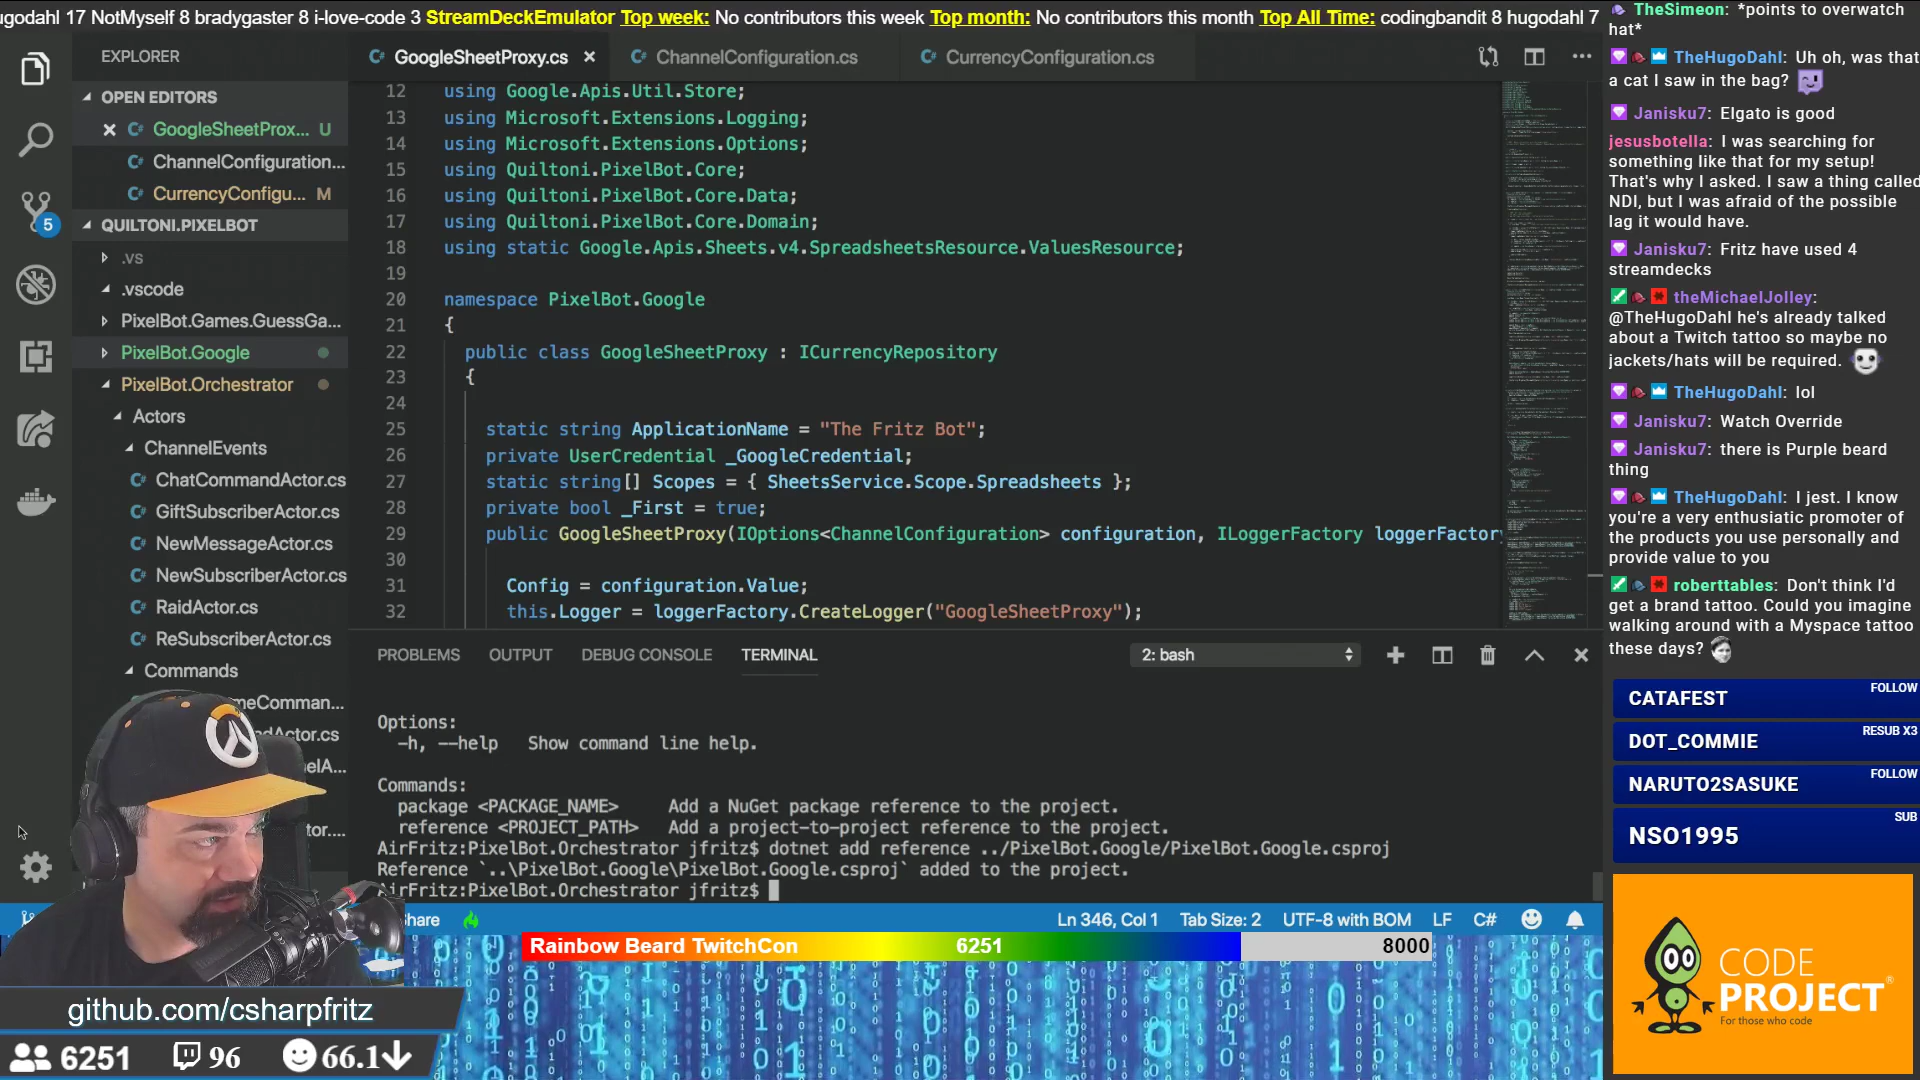 ugodahl 17 NotMyself 8 bradygaster 8 i-love-code 3 StreamDeckEmulator Top week: No contributors this week Top month: No contributors this month Top All Time: codingbandit 8 hugodahl 7
EXPLORER
OPEN EDITORS
GoogleSheetProx... U
ChannelConfiguration...
CurrencyConfigu... M
QUILTONI.PIXELBOT
.vs
.vscode
PixelBot.Games.GuessGa...
PixelBot.Google
PixelBot.Orchestrator
Actors
ChannelEvents
ChatCommandActor.cs
GiftSubscriberActor.cs
NewMessageActor.cs
NewSubscriberActor.cs
RaidActor.cs
ReSubscriberActor.cs
Commands
meComman...
ndActor.cs
elA...
tor....
5
GoogleSheetProxy.cs
ChannelConfiguration.cs
CurrencyConfiguration.cs
12 using Google.Apis.Util.Store;
13 using Microsoft.Extensions.Logging;
14 using Microsoft.Extensions.Options;
15 using Quiltoni.PixelBot.Core;
16 using Quiltoni.PixelBot.Core.Data;
17 using Quiltoni.PixelBot.Core.Domain;
18 using static Google.Apis.Sheets.v4.SpreadsheetsResource.ValuesResource;
19
20 namespace PixelBot.Google
21 {
22 public class GoogleSheetProxy : ICurrencyRepository
23 {
24
25 static string ApplicationName = "The Fritz Bot";
26 private UserCredential _GoogleCredential;
27 static string[] Scopes = { SheetsService.Scope.Spreadsheets };
28 private bool _First = true;
29 public GoogleSheetProxy(IOptions<ChannelConfiguration> configuration, ILoggerFactory loggerFactory
30
31 Config = configuration.Value;
32 this.Logger = loggerFactory.CreateLogger("GoogleSheetProxy");
PROBLEMS OUTPUT DEBUG CONSOLE TERMINAL
2: bash
Options:
-h, --help Show command line help.
Commands:
package <PACKAGE_NAME> Add a NuGet package reference to the project.
reference <PROJECT_PATH> Add a project-to-project reference to the project.
AirFritz:PixelBot.Orchestrator jfritz$ dotnet add reference ../PixelBot.Google/PixelBot.Google.csproj
Reference `..\PixelBot.Google\PixelBot.Google.csproj` added to the project.
AirFritz:PixelBot.Orchestrator jfritz$
Share
Ln 346, Col 1 Tab Size: 2 UTF-8 with BOM LF C#
Rainbow Beard TwitchCon 6251 8000
github.com/csharpfritz
6251 96 66.1
TheSimeon: *points to overwatch
hat*
TheHugoDahl: Uh oh, was that
a cat I saw in the bag?
Janisku7: Elgato is good
jesusbotella: I was searching for
something like that for my setup!
That's why I asked. I saw a thing called
NDI, but I was afraid of the possible
lag it would have.
Janisku7: Fritz have used 4
streamdecks
theMichaelJolley:
@TheHugoDahl he's already talked
about a Twitch tattoo so maybe no
jackets/hats will be required.
TheHugoDahl: lol
Janisku7: Watch Override
Janisku7: there is Purple beard
thing
TheHugoDahl: I jest. I know
you're a very enthusiatic promoter of
the products you use personally and
provide value to you
roberttables: Don't think I'd
get a brand tattoo. Could you imagine
walking around with a Myspace tattoo
these days?
CATAFEST FOLLOW
DOT_COMMIE RESUB X3
NARUTO2SASUKE FOLLOW
NSO1995 SUB
CODE
PROJECT®
For those who code